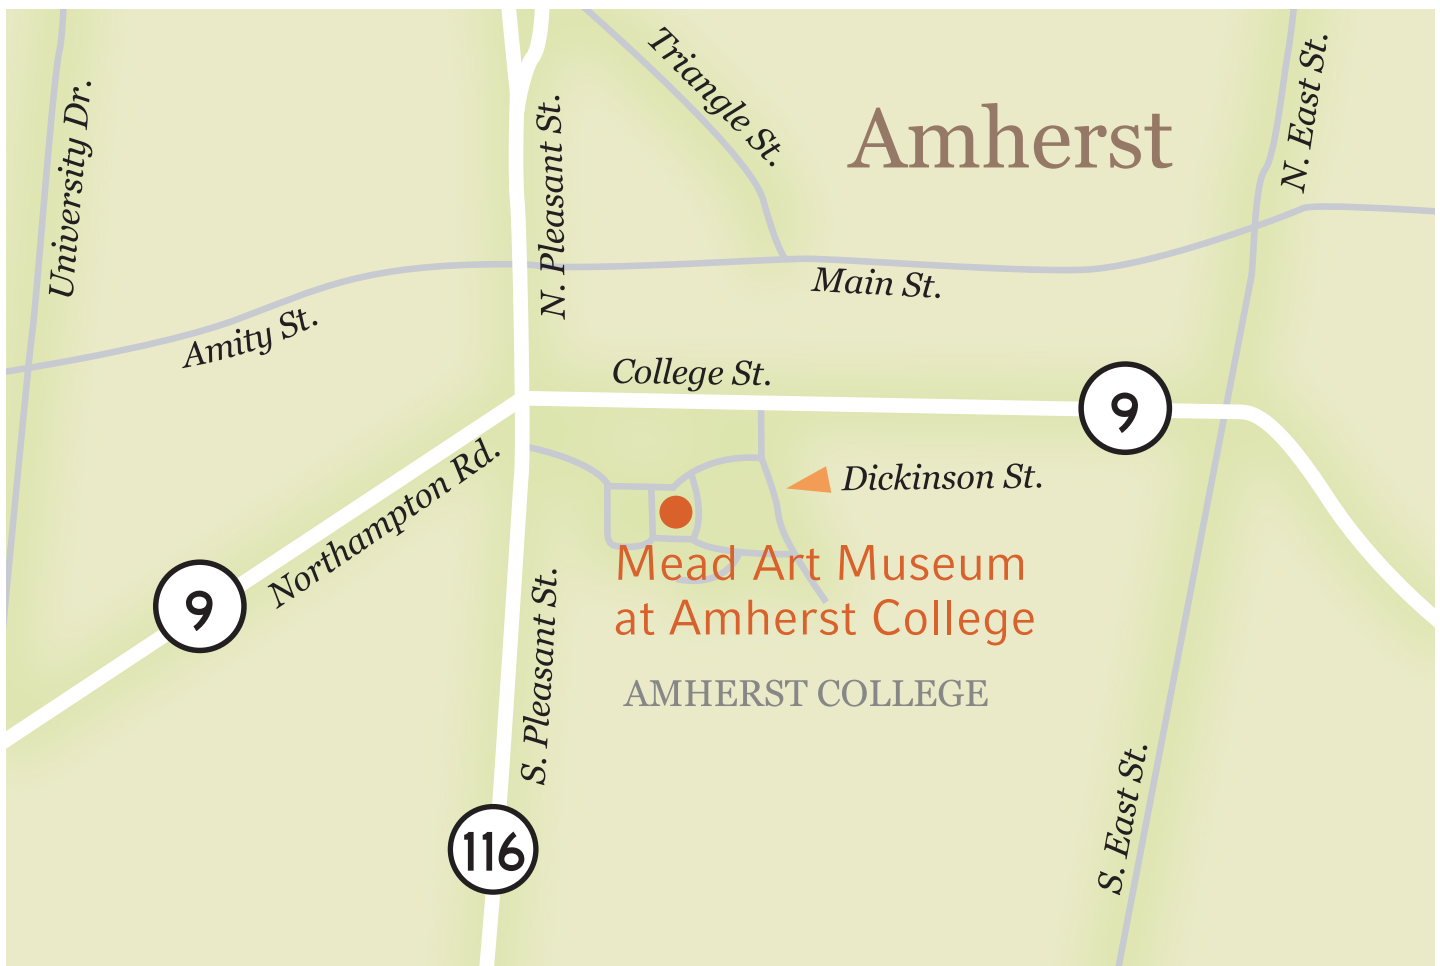 Triangle St.
N. East St.
Amherst
University Dr.
N. Pleasant St.
Main St.
Amity St.
College St.
9
Northampton Rd.
Dickinson St.
9
Mead Art Museum
at Amherst College
S. Pleasant St.
AMHERST COLLEGE
S. East St.
116